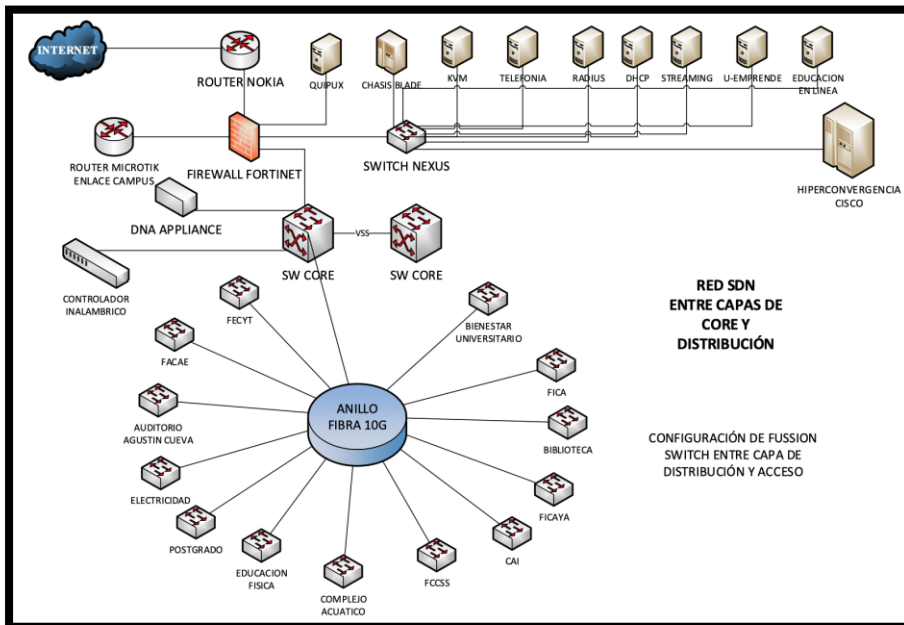 INTERNET
ROUTER NOKIA
QUIPUX
CHASIS BLADE
KVM
TELEFONIA
RADIUS
DHCP
STREAMING
U-EMPRENDE
EDUCACION
EN LINEA
ROUTER MICROTIK
ENLACE CAMPUS
FIREWALL FORTINET
SWITCH NEXUS
HIPERCONVERGENCIA
CISCO
DNA APPLIANCE
SW CORE
VSS
SW CORE
CONTROLADOR
INALAMBRICO
RED SDN
ENTRE CAPAS DE
CORE Y
DISTRIBUCIÓN
FECYT
BIENESTAR
UNIVERSITARIO
FACAE
FICA
AUDITORIO
AGUSTIN CUEVA
ANILLO
FIBRA 10G
BIBLIOTECA
CONFIGURACIÓN DE FUSSION
SWITCH ENTRE CAPA DE
DISTRIBUCIÓN Y ACCESO
ELECTRICIDAD
FICAYA
POSTGRADO
CAI
EDUCACION
FISICA
COMPLEJO
ACUATICO
FCCSS